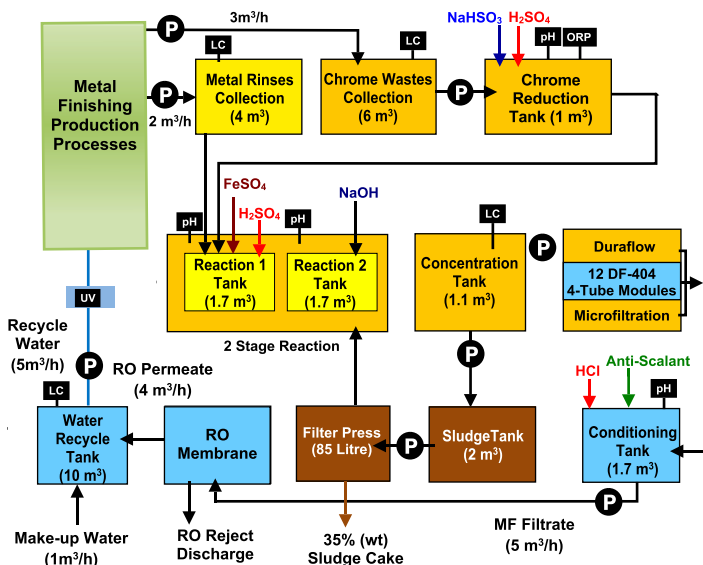 3m³/h
NaHSO₃
H₂SO₄
P
LC
LC
pH
ORP
Metal
Finishing
Production
Processes
P
2 m³/h
Metal Rinses
Collection
(4 m³)
Chrome Wastes
Collection
(6 m³)
P
Chrome
Reduction
Tank (1 m³)
FeSO₄
H₂SO₄
NaOH
pH
pH
LC
P
Reaction 1
Tank
(1.7 m³)
Reaction 2
Tank
(1.7 m³)
2 Stage Reaction
Concentration
Tank
(1.1 m³)
Duraflow
12 DF-404
4-Tube Modules
Microfiltration
UV
Recycle
Water
(5m³/h)
P
RO Permeate
(4 m³/h)
P
HCl
Anti-Scalant
LC
pH
Water
Recycle
Tank
(10 m³)
RO
Membrane
Filter Press
(85 Litre)
P
SludgeTank
(2 m³)
Conditioning
Tank
(1.7 m³)
P
Make-up Water
(1m³/h)
RO Reject
Discharge
35% (wt)
Sludge Cake
MF Filtrate
(5 m³/h)